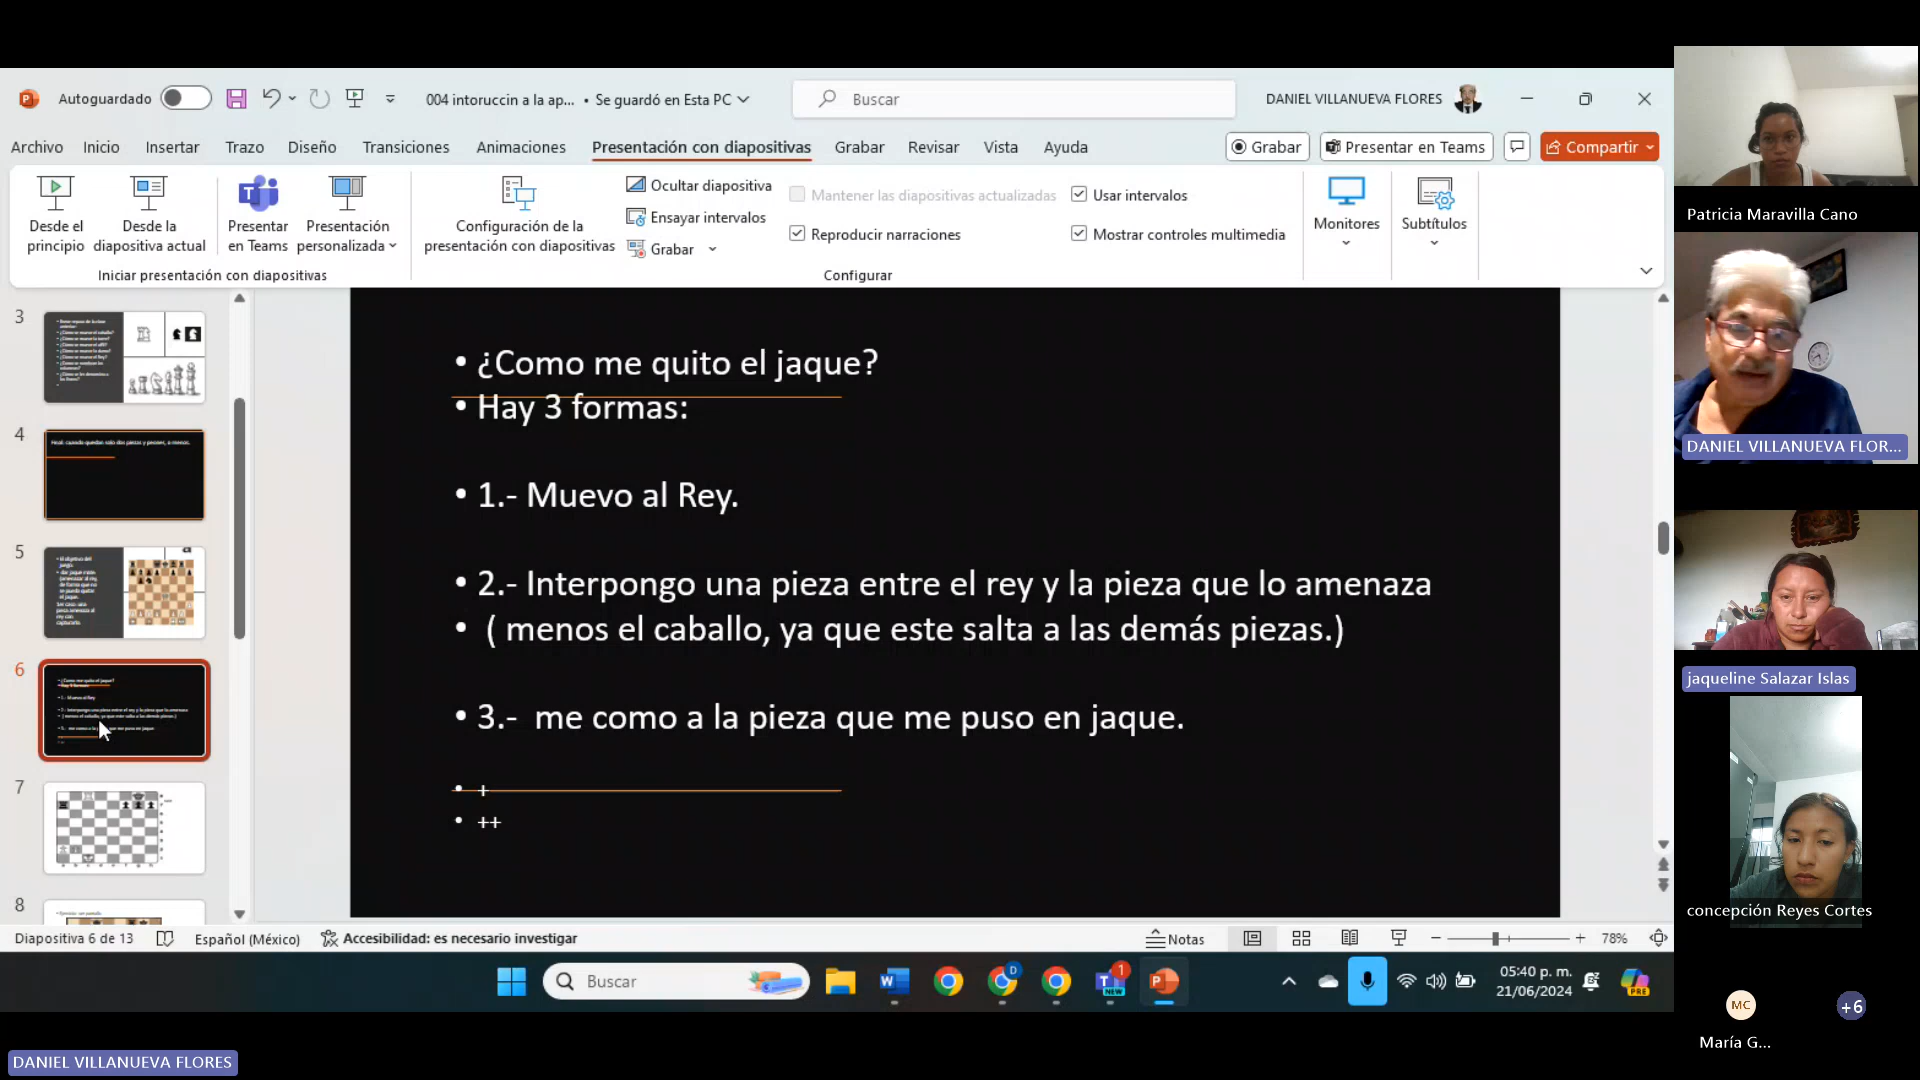 Autoguardado
004 intoruccin a la ap... • Se guardó en Esta PC
Buscar
DANIEL VILLANUEVA FLORES
Archivo Inicio Insertar Trazo Diseño Transiciones Animaciones Presentación con diapositivas Grabar Revisar Vista Ayuda
Grabar
Presentar en Teams
Compartir
Desde el principio
Desde la diapositiva actual
Presentar en Teams
Presentación personalizada
Iniciar presentación con diapositivas
Configuración de la presentación con diapositivas
Ocultar diapositiva
Ensayar intervalos
Grabar
Mantener las diapositivas actualizadas
Reproducir narraciones
Usar intervalos
Mostrar controles multimedia
Configurar
Monitores
Subtítulos
3
4
5
6
7
8
• ¿Como me quito el jaque?
• Hay 3 formas:
• 1.- Muevo al Rey.
• 2.- Interpongo una pieza entre el rey y la pieza que lo amenaza
• ( menos el caballo, ya que este salta a las demás piezas.)
• 3.- me como a la pieza que me puso en jaque.
• +
• ++
Diapositiva 6 de 13
Español (México)
Accesibilidad: es necesario investigar
Notas
78%
Buscar
D
1
NEW
05:40 p. m.
21/06/2024
PRE
Patricia Maravilla Cano
DANIEL VILLANUEVA FLOR...
jaqueline Salazar Islas
concepción Reyes Cortes
MC
+6
María G...
DANIEL VILLANUEVA FLORES